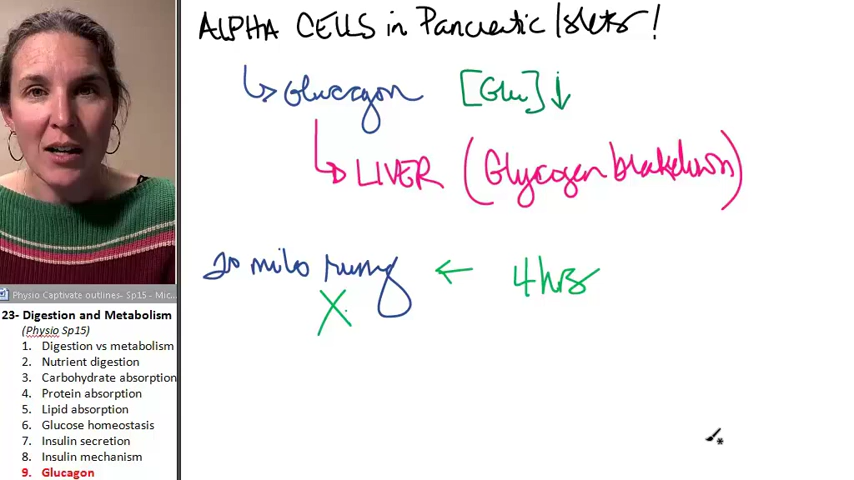 ALPHA CELLS in Pancreatic Islets!
↳ Glucagon [Glu]↓
↳ LIVER (Glycogen breakdown)
20 mile ← 4hrs
X
Physio Captivate outlines- Sp15 - Mic...
23- Digestion and Metabolism
(Physio Sp15)
1. Digestion vs metabolism
2. Nutrient digestion
3. Carbohydrate absorption
4. Protein absorption
5. Lipid absorption
6. Glucose homeostasis
7. Insulin secretion
8. Insulin mechanism
9. Glucagon